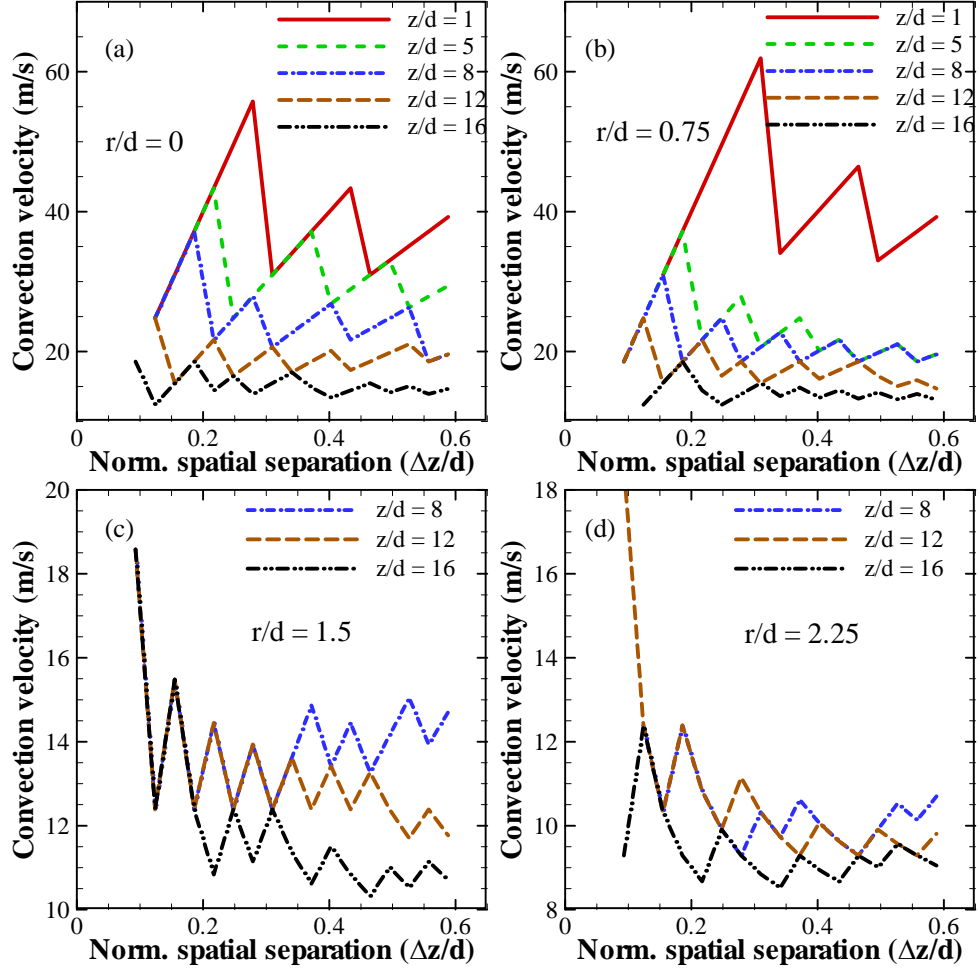 (a)
z/d = 1
z/d = 5
z/d = 8
z/d = 12
z/d = 16
r/d = 0
Convection velocity (m/s)
60
40
20
0
0.2
0.4
0.6
Norm. spatial separation (Δz/d)
(b)
z/d = 1
z/d = 5
z/d = 8
z/d = 12
z/d = 16
r/d = 0.75
Convection velocity (m/s)
60
40
20
0
0.2
0.4
0.6
Norm. spatial separation (Δz/d)
(c)
z/d = 8
z/d = 12
z/d = 16
r/d = 1.5
Convection velocity (m/s)
20
18
16
14
12
10
0
0.2
0.4
0.6
Norm. spatial separation (Δz/d)
(d)
z/d = 8
z/d = 12
z/d = 16
r/d = 2.25
Convection velocity (m/s)
18
16
14
12
10
8
0
0.2
0.4
0.6
Norm. spatial separation (Δz/d)